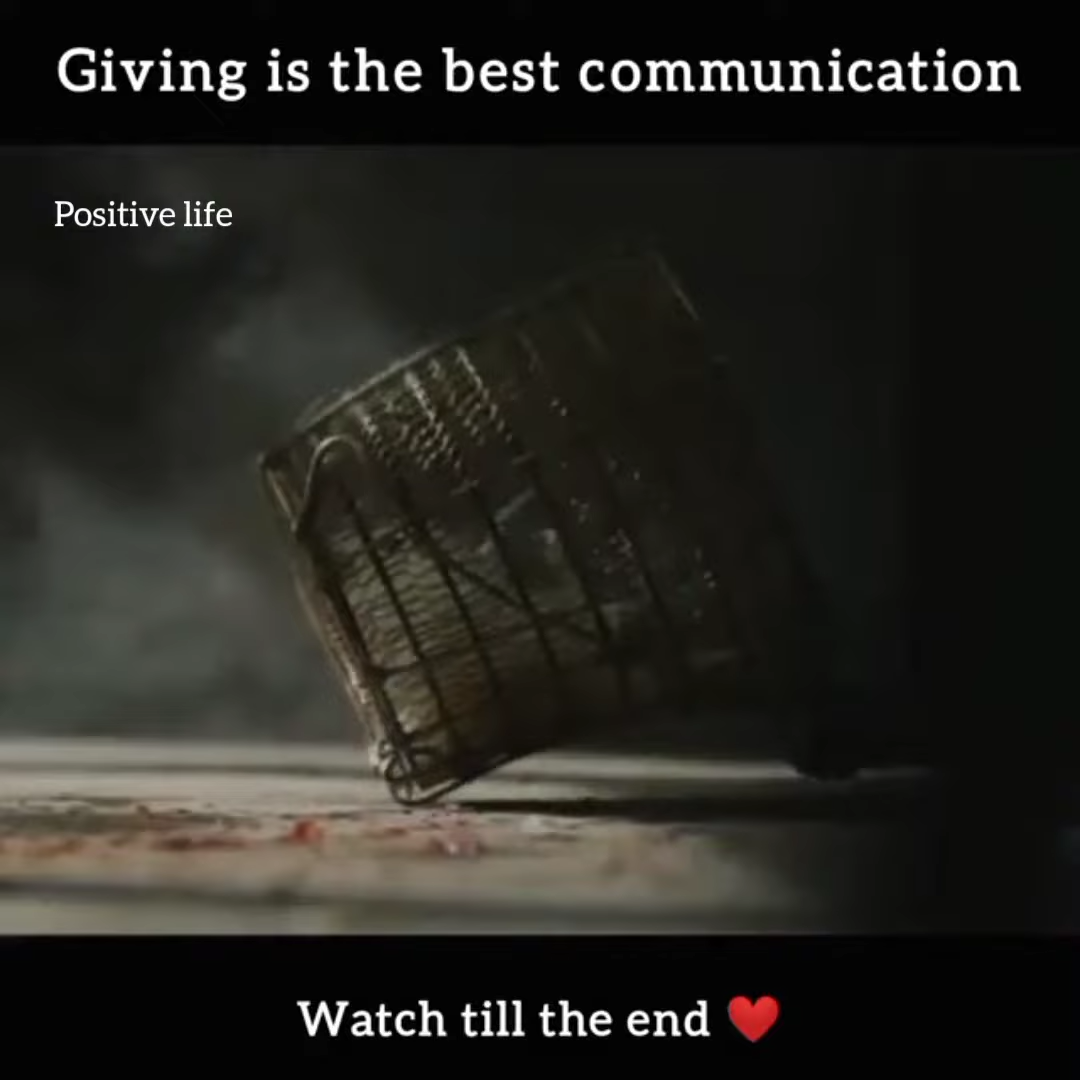 Giving is the best communication
Positive life
Watch till the end ❤️